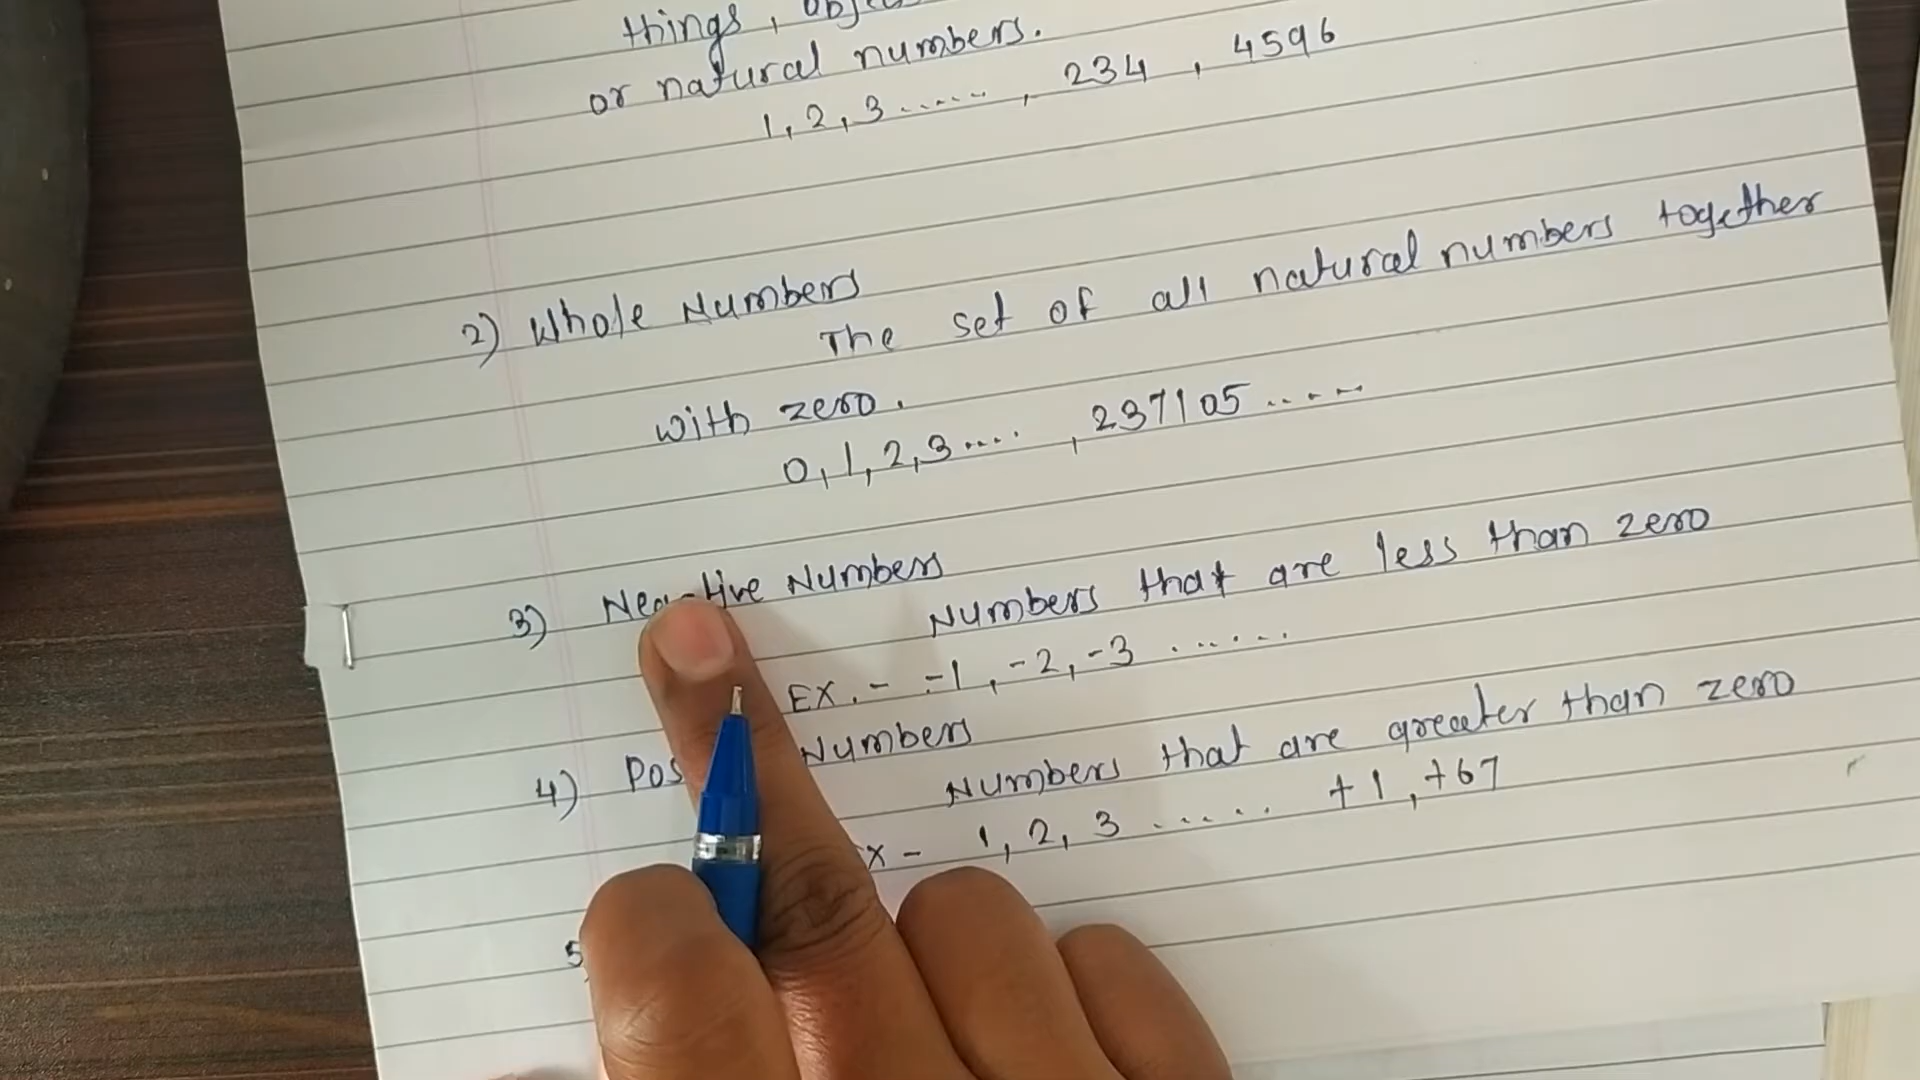 things,
or natural numbers.
1, 2, 3 ......, 234, 4596
2) Whole Numbers
The set of all natural numbers together
with zero.
0, 1, 2, 3 ...., 237105 .....
3) Numbers
Numbers that are less than zero
EX. - -1, -2, -3 ......
4) Numbers
Numbers that are greater than zero
1, 2, 3 ...... +1, +67
5